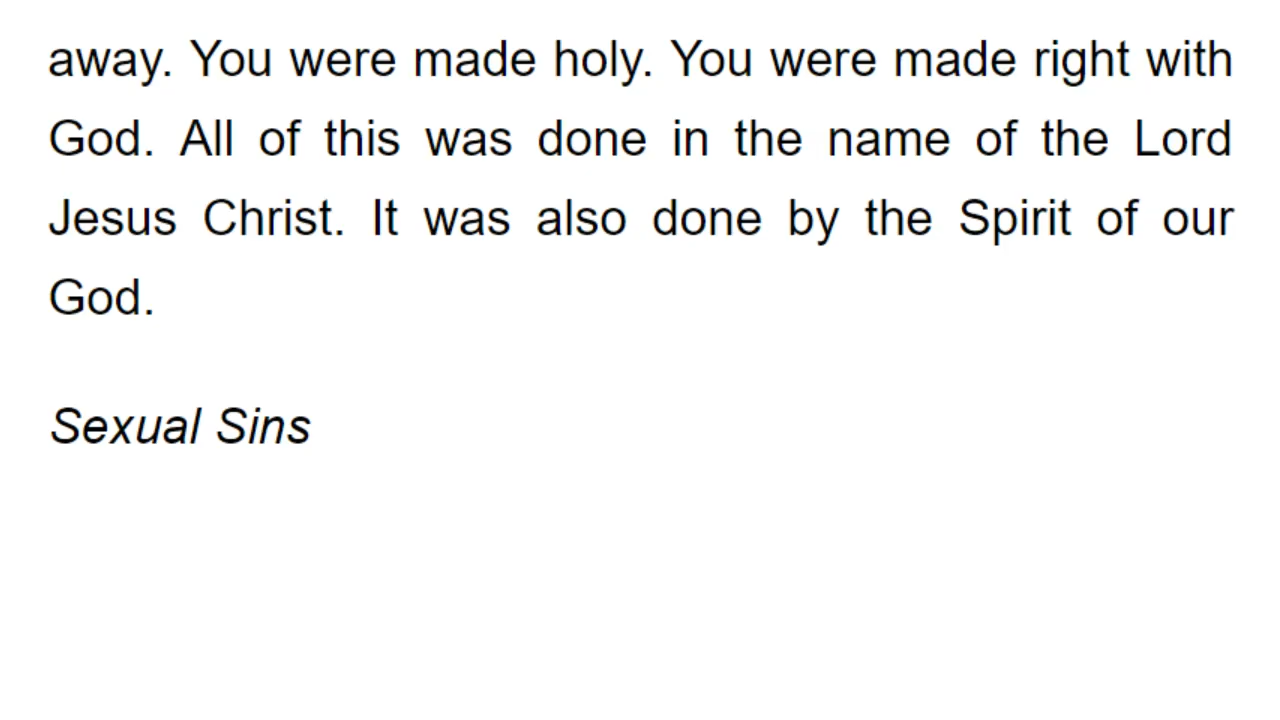 away. You were made holy. You were made right with
God. All of this was done in the name of the Lord
Jesus Christ. It was also done by the Spirit of our
God.
Sexual Sins